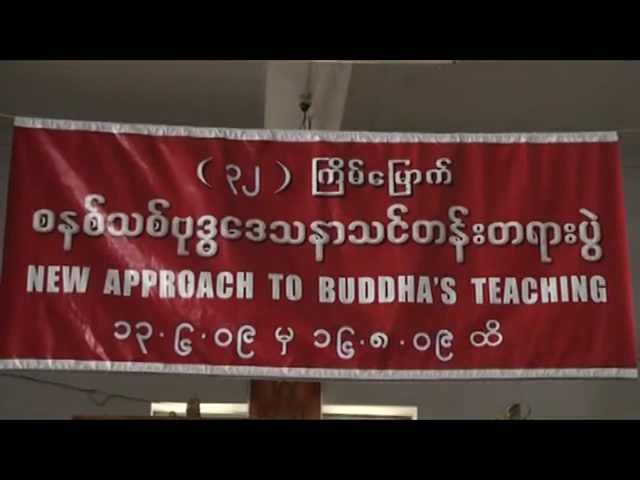 (၃၂) ကြိမ်မြောက်
စနစ်သစ်ဗုဒ္ဓဒေသနာသင်တန်းတရားပွဲ
NEW APPROACH TO BUDDHA'S TEACHING
၁၃.၆.၀၉ မှ ၁၆.၈.၀၉ ထိ